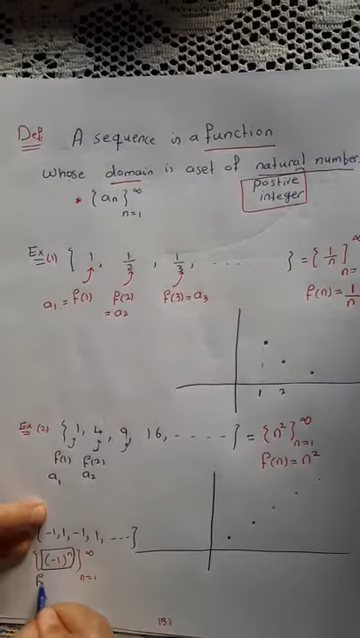 Def A sequence is a function
whose domain is a set of natural number
* {an}∞n=1
postive
integer
Ex(1) { 1, 1/2, 1/3, ..... } = {1/n}∞n=
a1 = f(1) f(2) = a2 f(3) = a3 f(n) = 1/n
1 2
Ex (2) { 1, 4, 9, 16, ..... } = {n²}∞n=1
f(1) f(2) f(n) = n²
a1 a2
{-1, 1, -1, 1, ...}
{(-1)ⁿ}∞n=1
f